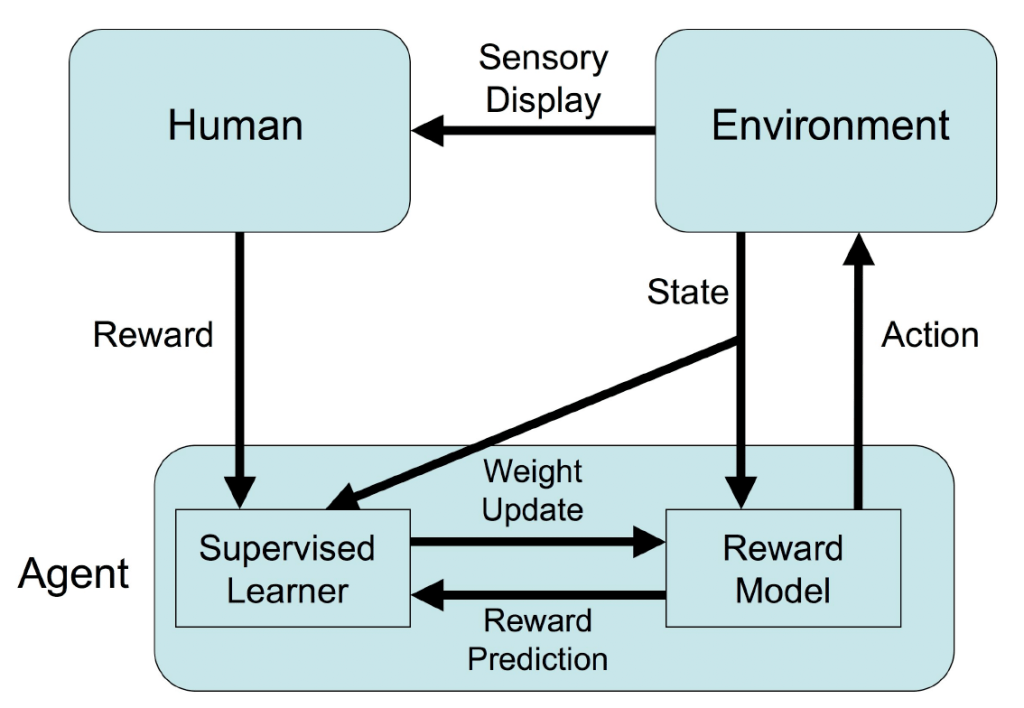 Sensory
Display
Human
Environment
State
Reward
Action
Weight
Update
Supervised
Learner
Reward
Model
Agent
Reward
Prediction